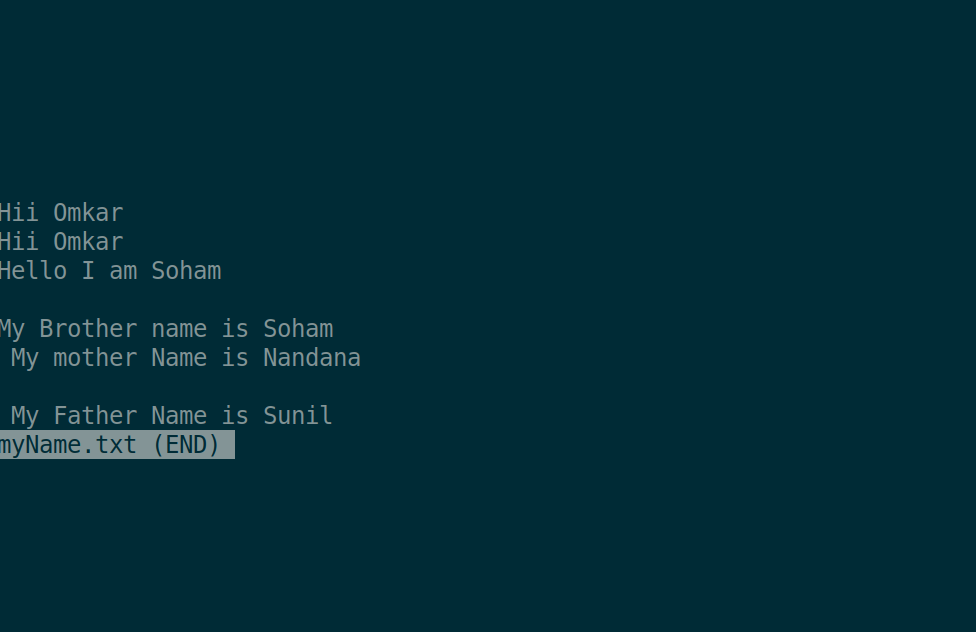 Hii Omkar
Hii Omkar
Hello I am Soham
My Brother name is Soham
My mother Name is Nandana
My Father Name is Sunil
myName.txt (END)